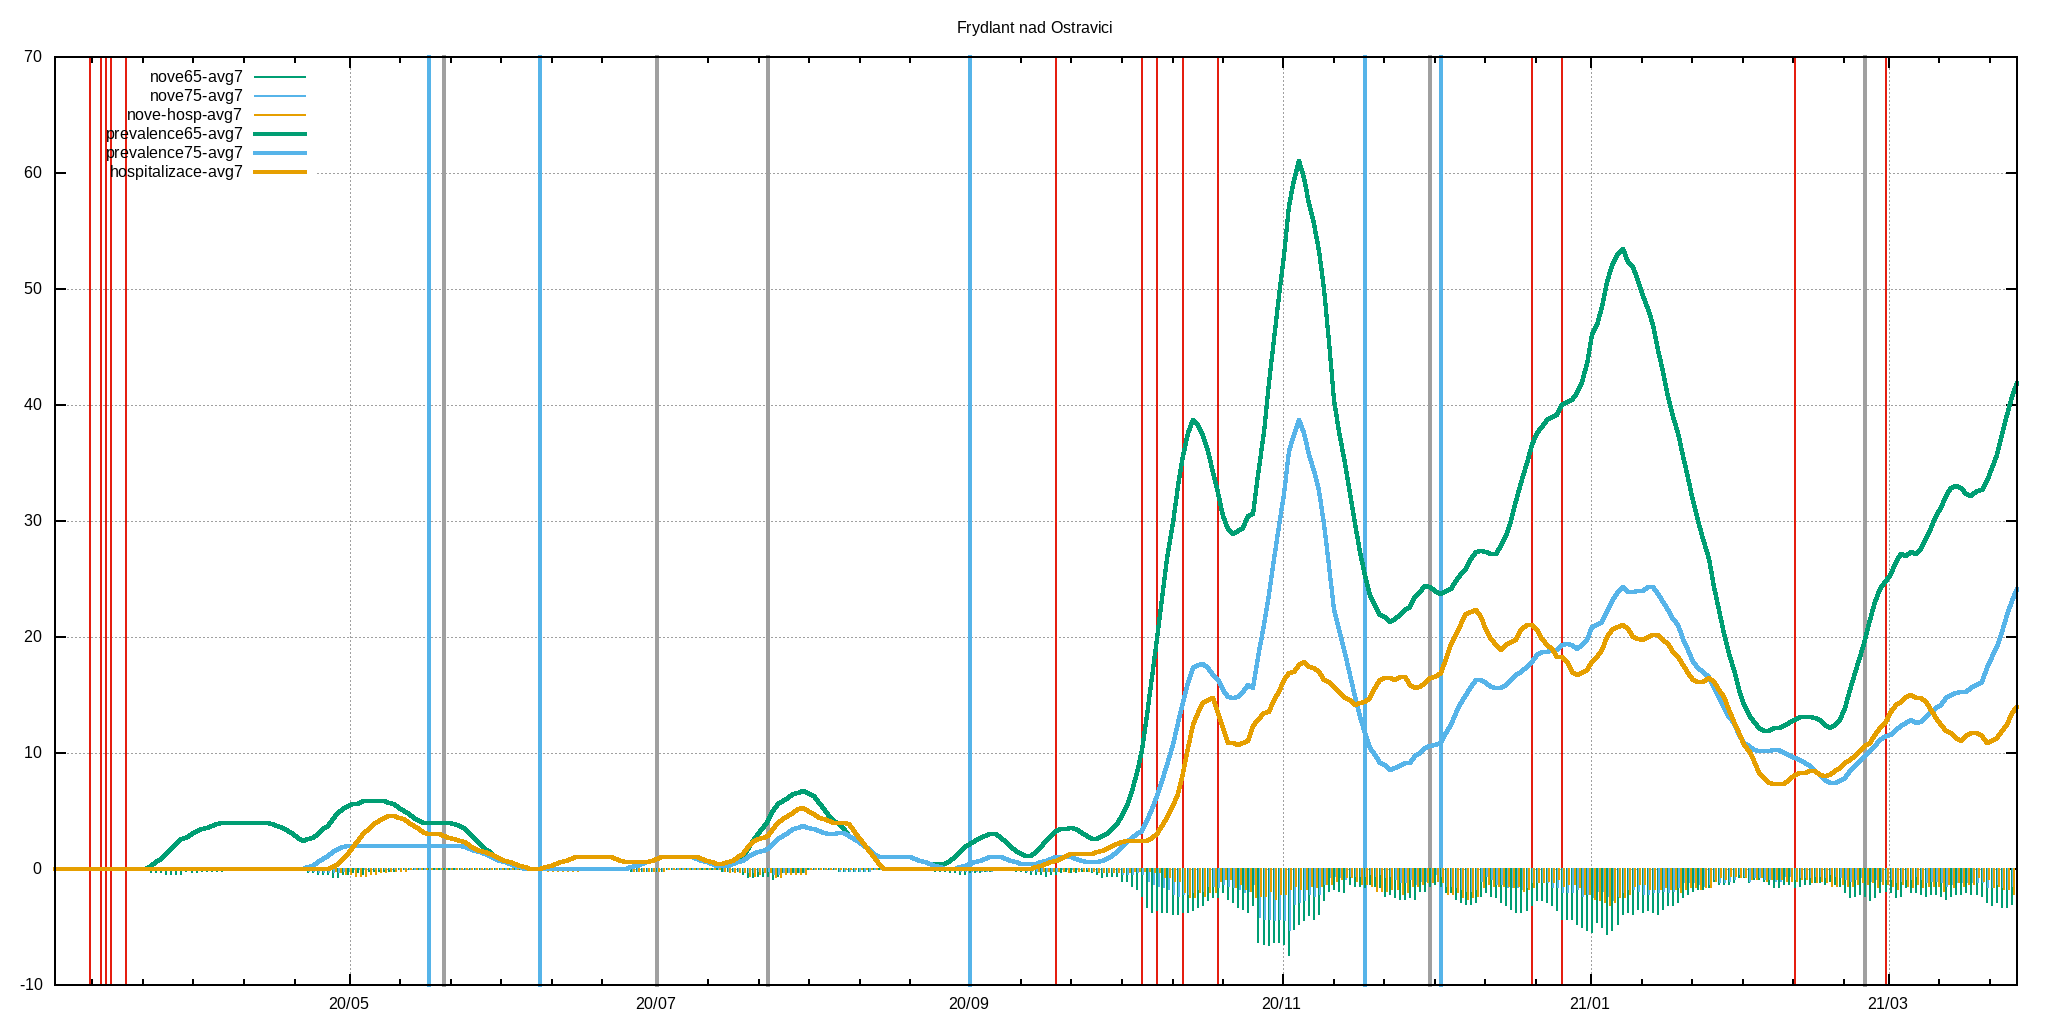 Frydlant nad Ostravici
70
60
50
40
30
20
10
0
-10
nove65-avg7
nove75-avg7
nove-hosp-avg7
prevalence65-avg7
prevalence75-avg7
hospitalizace-avg7
20/05
20/07
20/09
20/11
21/01
21/03